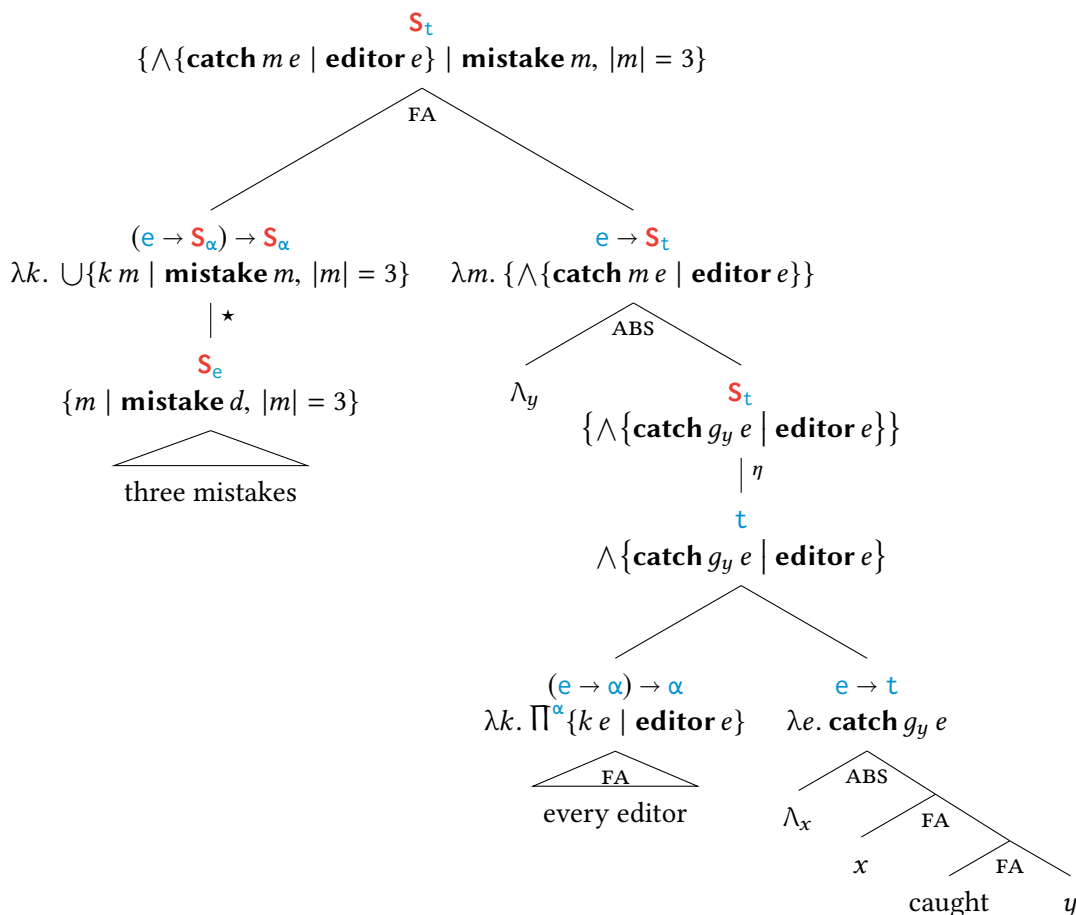 S_t
{∧{catch m e | editor e} | mistake m, |m| = 3}
FA
(e → S_α) → S_α
e → S_t
λk. ⋃{k m | mistake m, |m| = 3}
λm. {∧{catch m e | editor e}}
⋆
ABS
S_e
{m | mistake d, |m| = 3}
Λ_y
S_t
{∧{catch g_y e | editor e}}
three mistakes
η
t
∧{catch g_y e | editor e}
(e → α) → α
e → t
λk. ∏^α{k e | editor e}
λe. catch g_y e
FA
ABS
every editor
Λ_x
FA
x
FA
caught
y